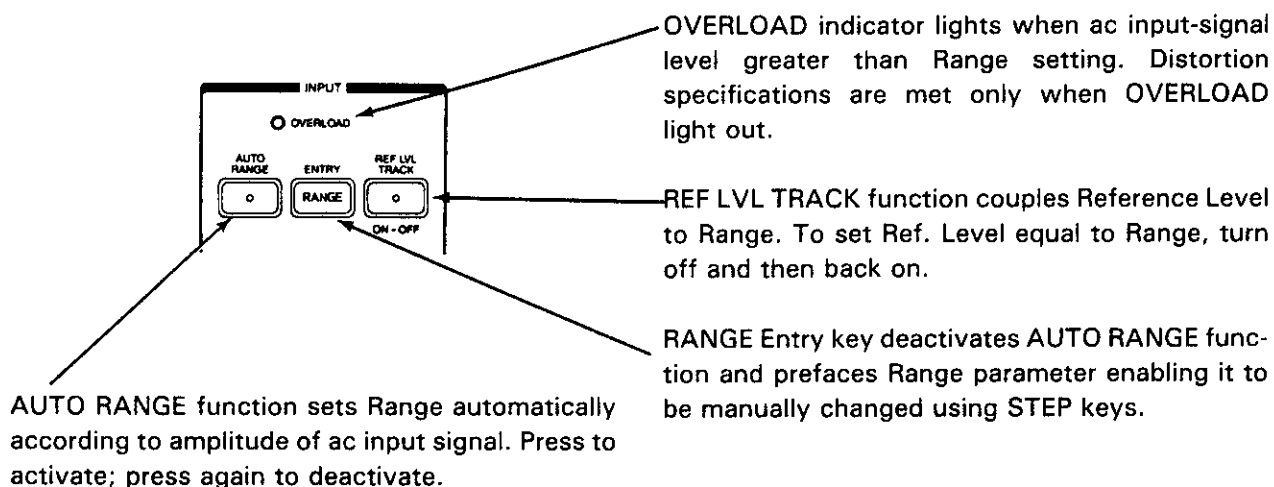 OVERLOAD indicator lights when ac input-signal
level greater than Range setting. Distortion
specifications are met only when OVERLOAD
light out.
INPUT
OVERLOAD
AUTO RANGE
ENTRY
REF LVL TRACK
RANGE
ON - OFF
REF LVL TRACK function couples Reference Level
to Range. To set Ref. Level equal to Range, turn
off and then back on.
RANGE Entry key deactivates AUTO RANGE func-
tion and prefaces Range parameter enabling it to
be manually changed using STEP keys.
AUTO RANGE function sets Range automatically
according to amplitude of ac input signal. Press to
activate; press again to deactivate.